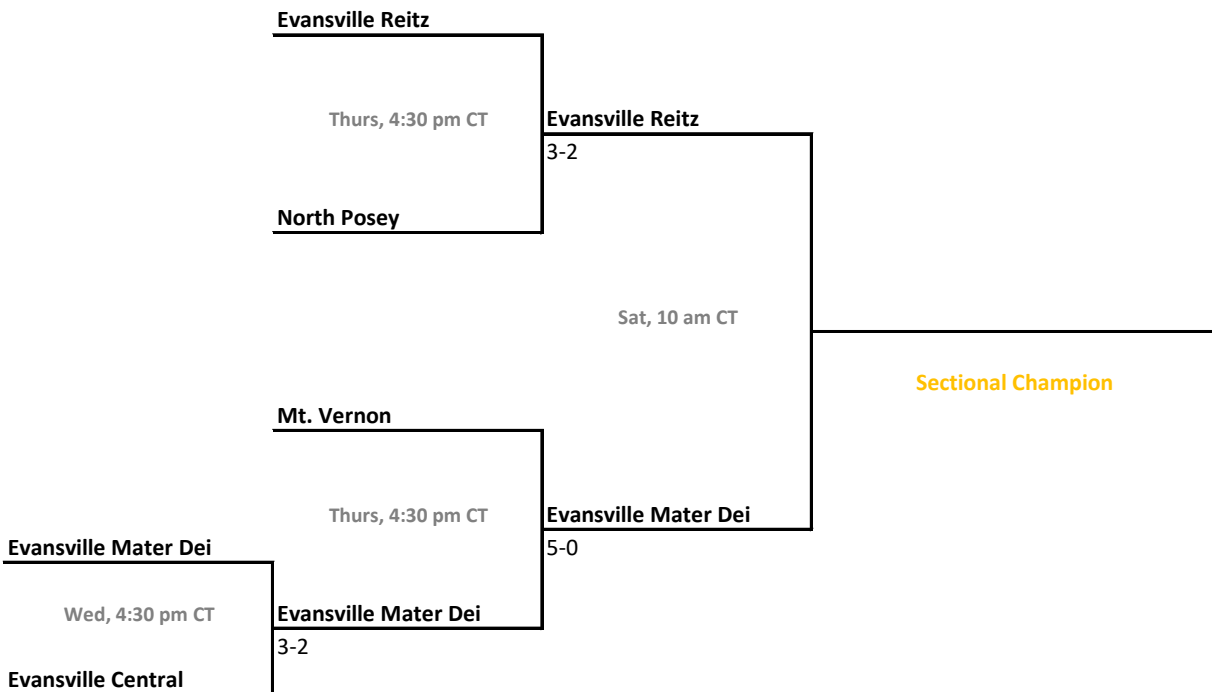 Evansville Reitz
Thurs, 4:30 pm CT
Evansville Reitz
3-2
North Posey
Sat, 10 am CT
Sectional Champion
Mt. Vernon
Thurs, 4:30 pm CT
Evansville Mater Dei
5-0
Evansville Mater Dei
Wed, 4:30 pm CT
Evansville Mater Dei
3-2
Evansville Central